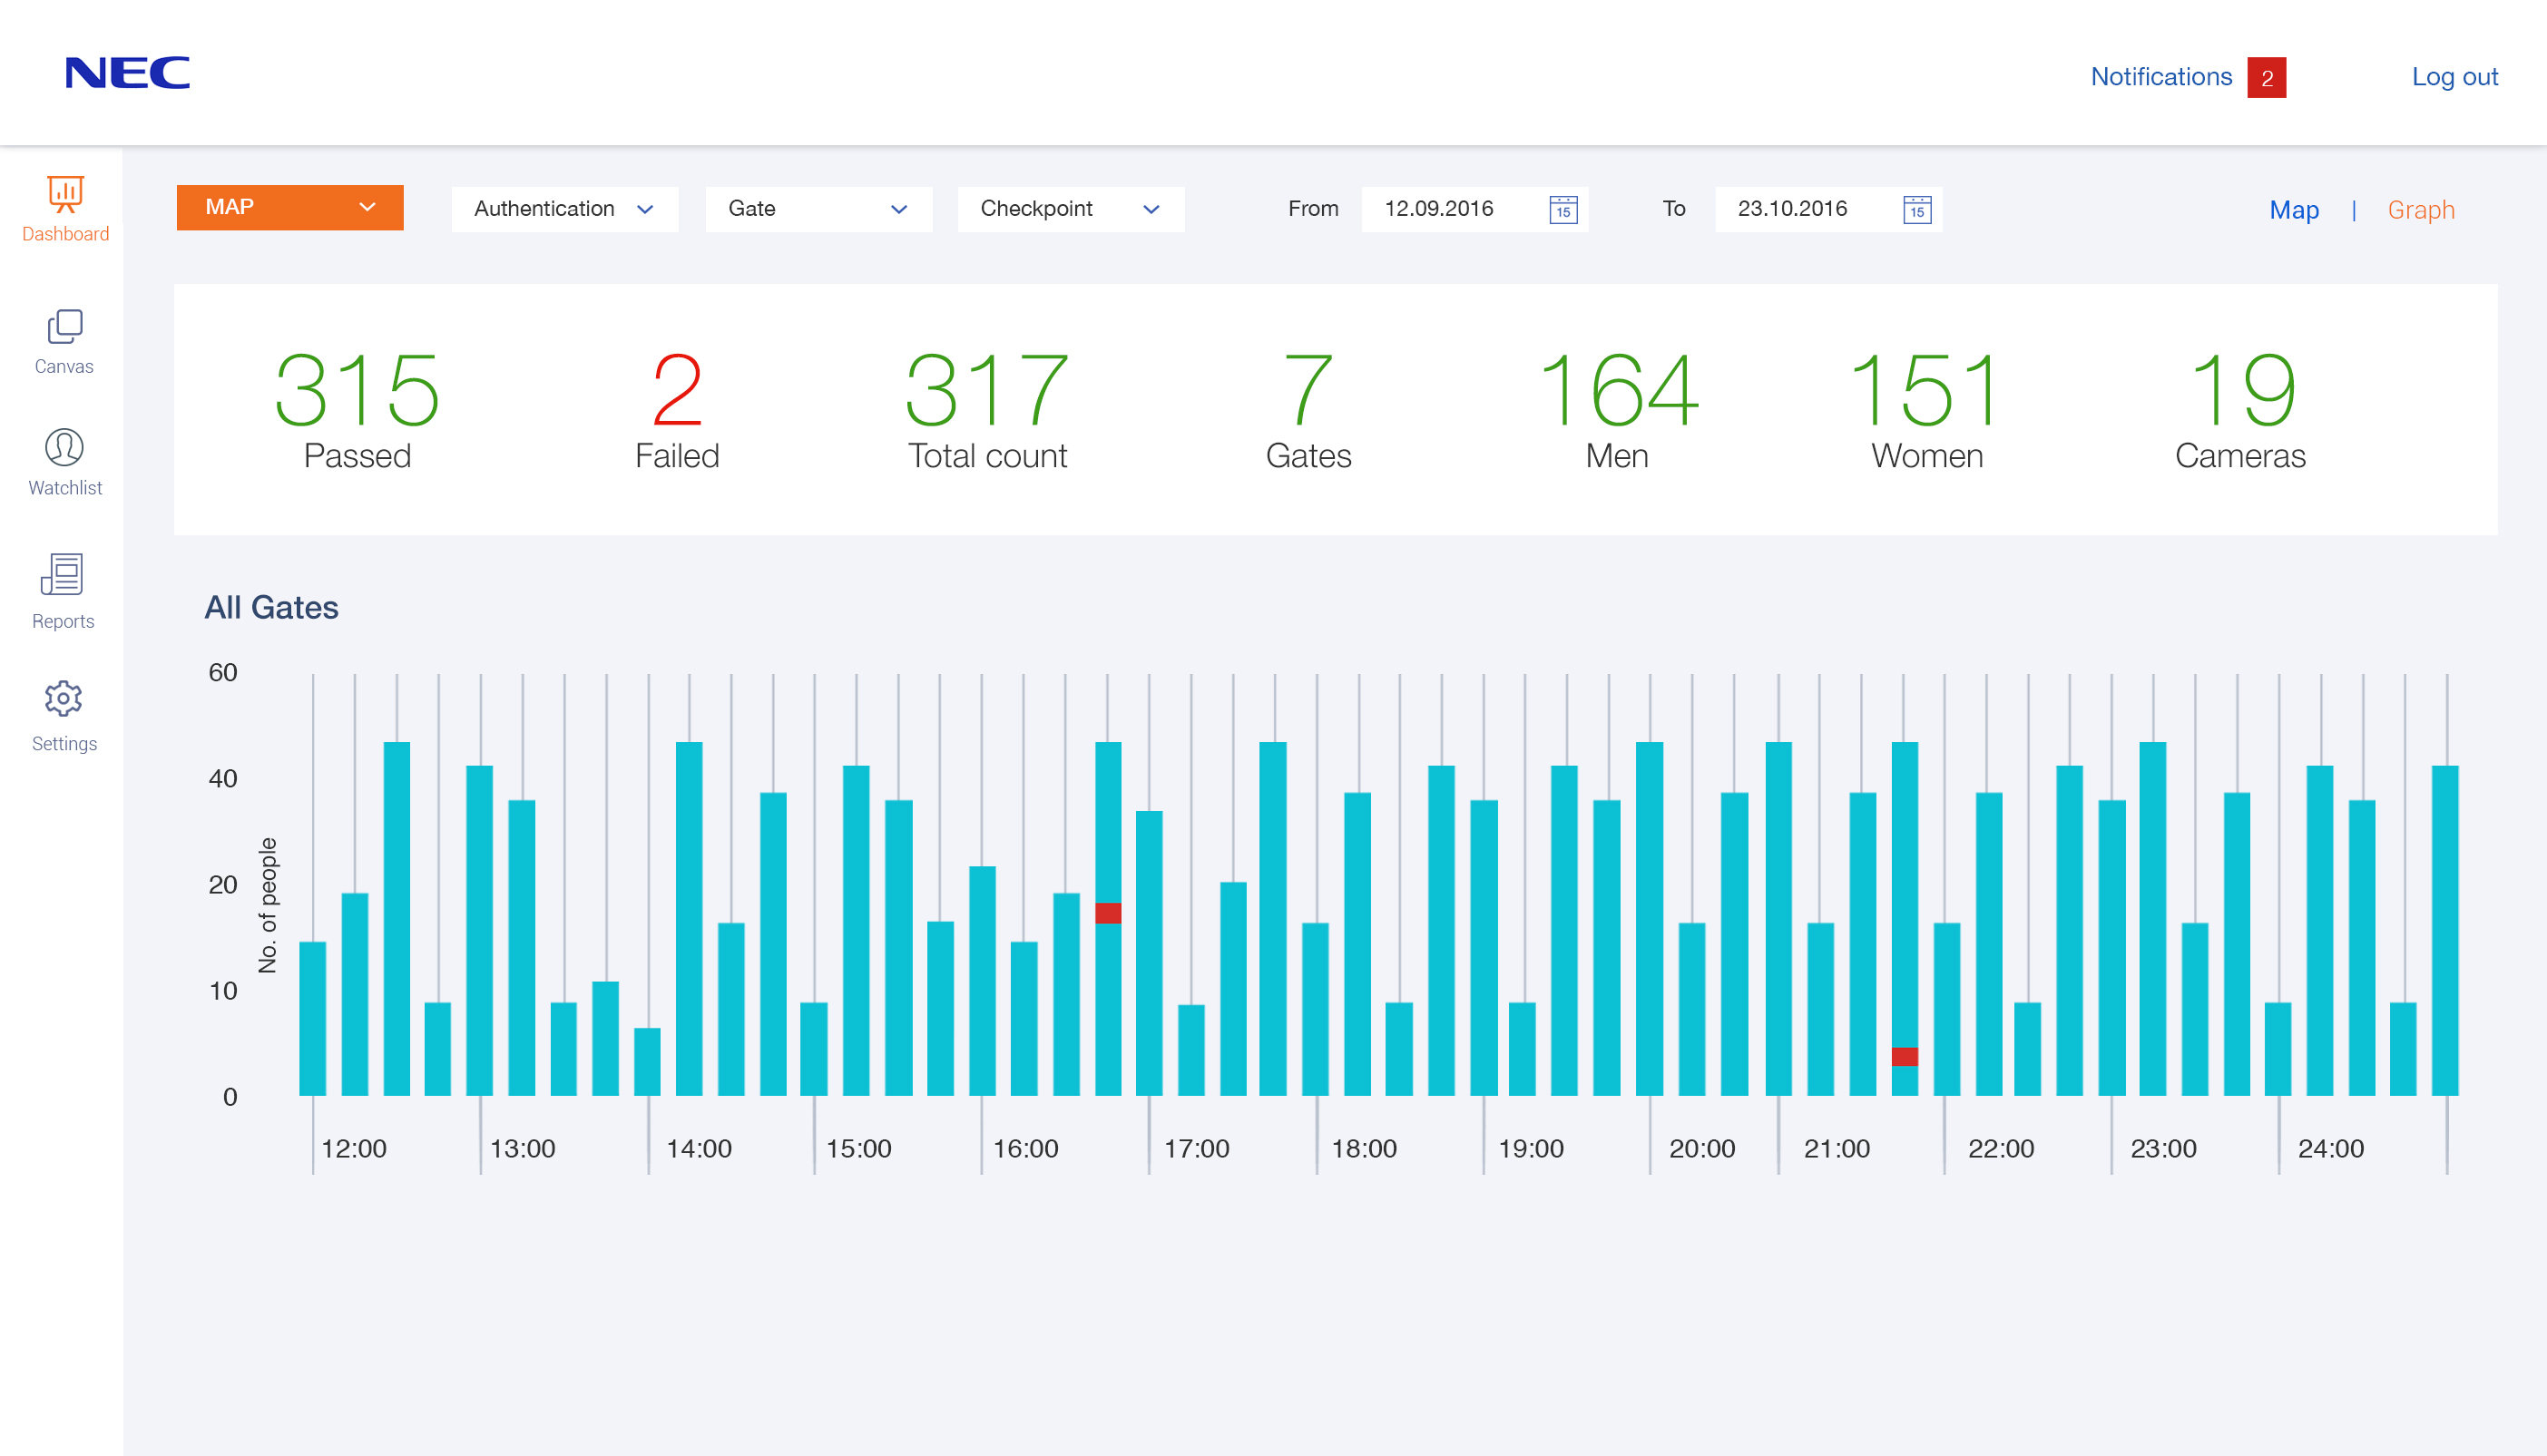 NEC
Notifications 2
Log out
Dashboard
Canvas
Watchlist
Reports
Settings
MAP
Authentication
Gate
Checkpoint
From
12.09.2016
15
To
23.10.2016
15
Map | Graph
315
Passed
2
Failed
317
Total count
7
Gates
164
Men
151
Women
19
Cameras
All Gates
60
40
20
10
0
No. of people
12:00
13:00
14:00
15:00
16:00
17:00
18:00
19:00
20:00
21:00
22:00
23:00
24:00